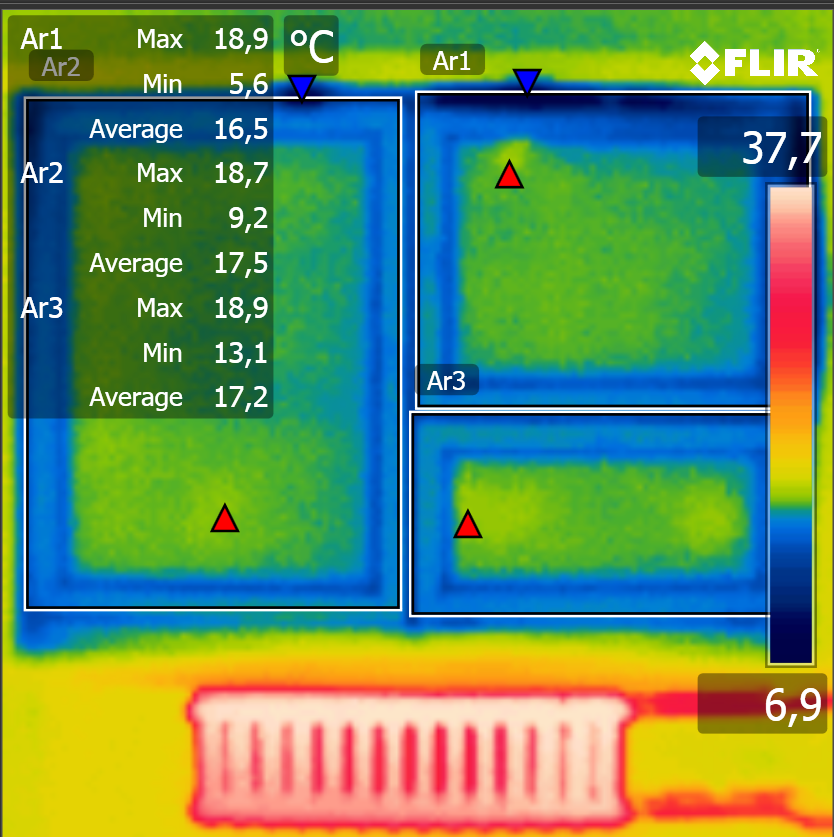 Ar1 Max 18,9 °C
Ar2
Min 5,6
Average 16,5
Ar2 Max 18,7
Min 9,2
Average 17,5
Ar3 Max 18,9
Min 13,1
Average 17,2
Ar1
FLIR
37,7
Ar3
6,9